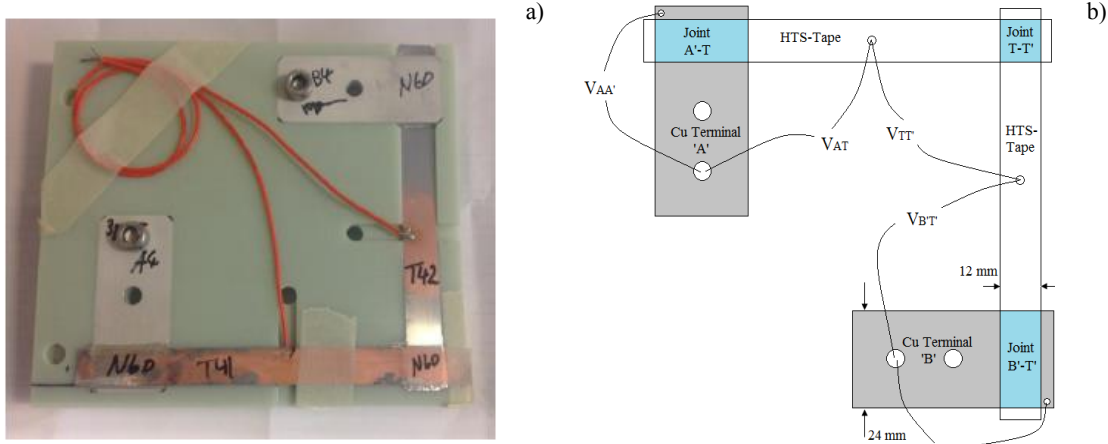 a)
B4
N60
31
A4
T42
N60
T41
N60
b)
Joint
A'-T
HTS-Tape
Joint
T-T'
VAA'
Cu Terminal
'A'
VAT
VTT'
HTS-
Tape
VB'T'
12 mm
Cu Terminal
'B'
Joint
B'-T'
24 mm